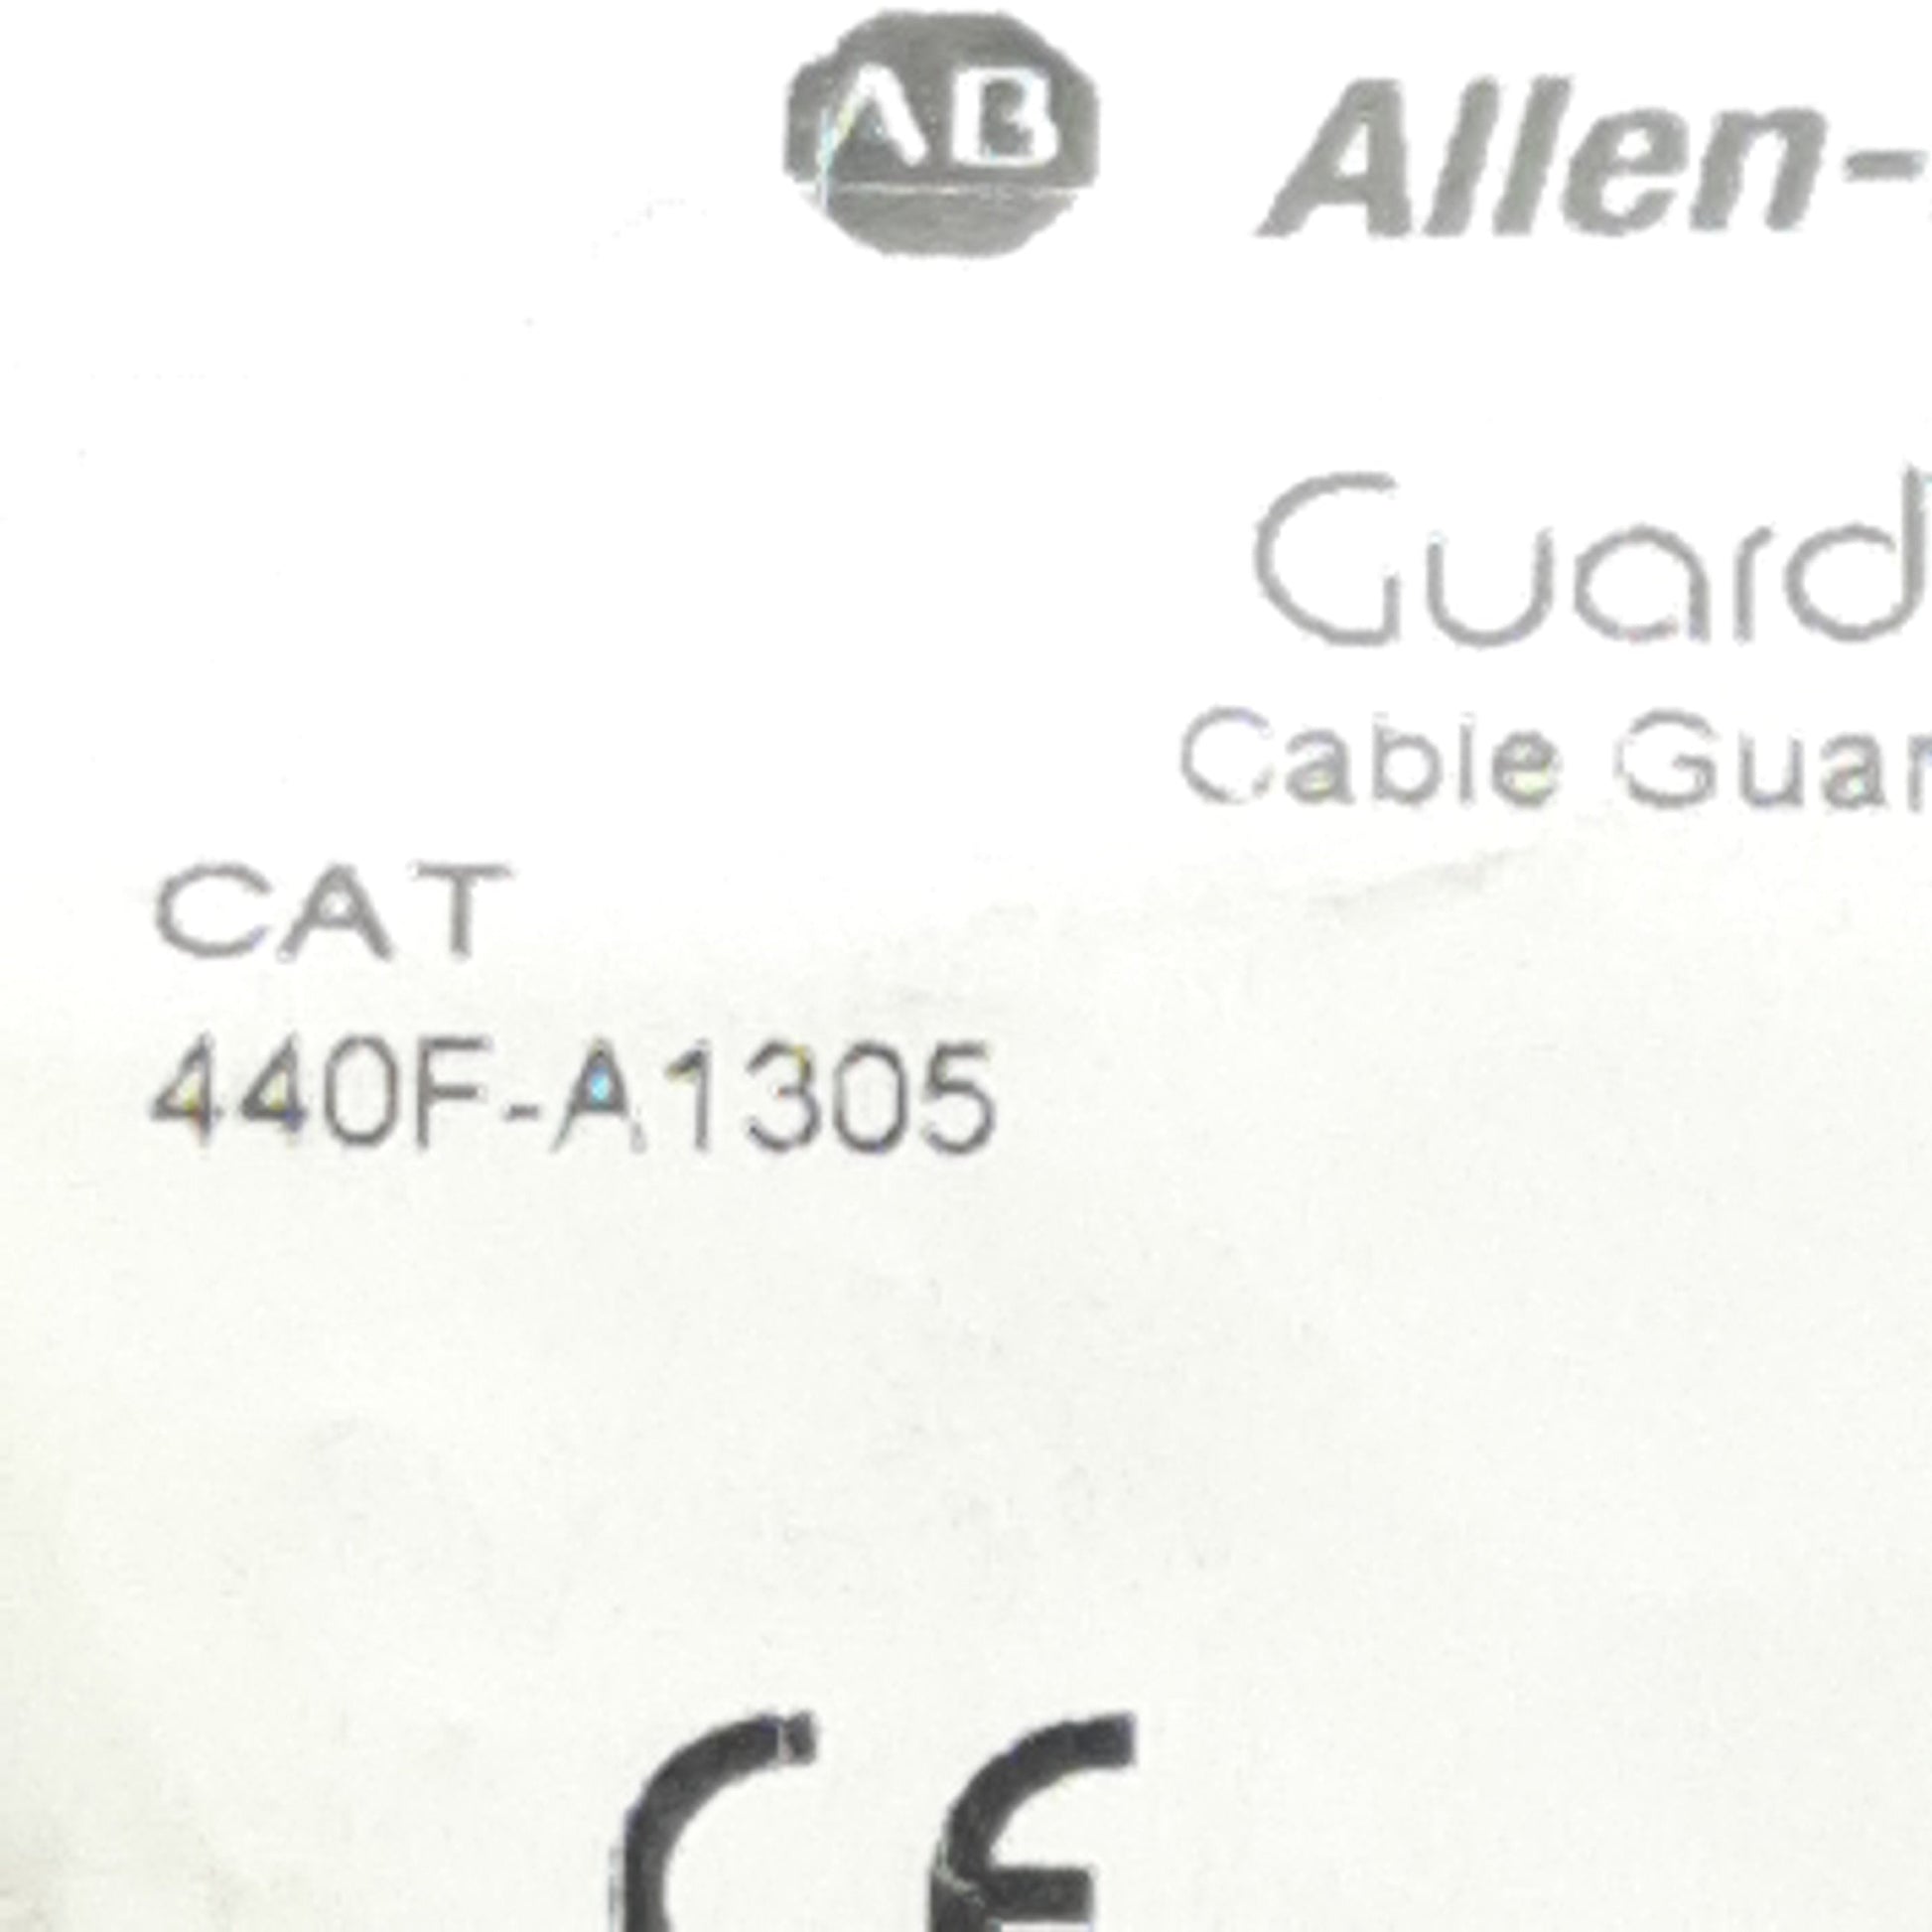 AB Allen-
Guard
Cable Guar
CAT
440F-A1305
CE